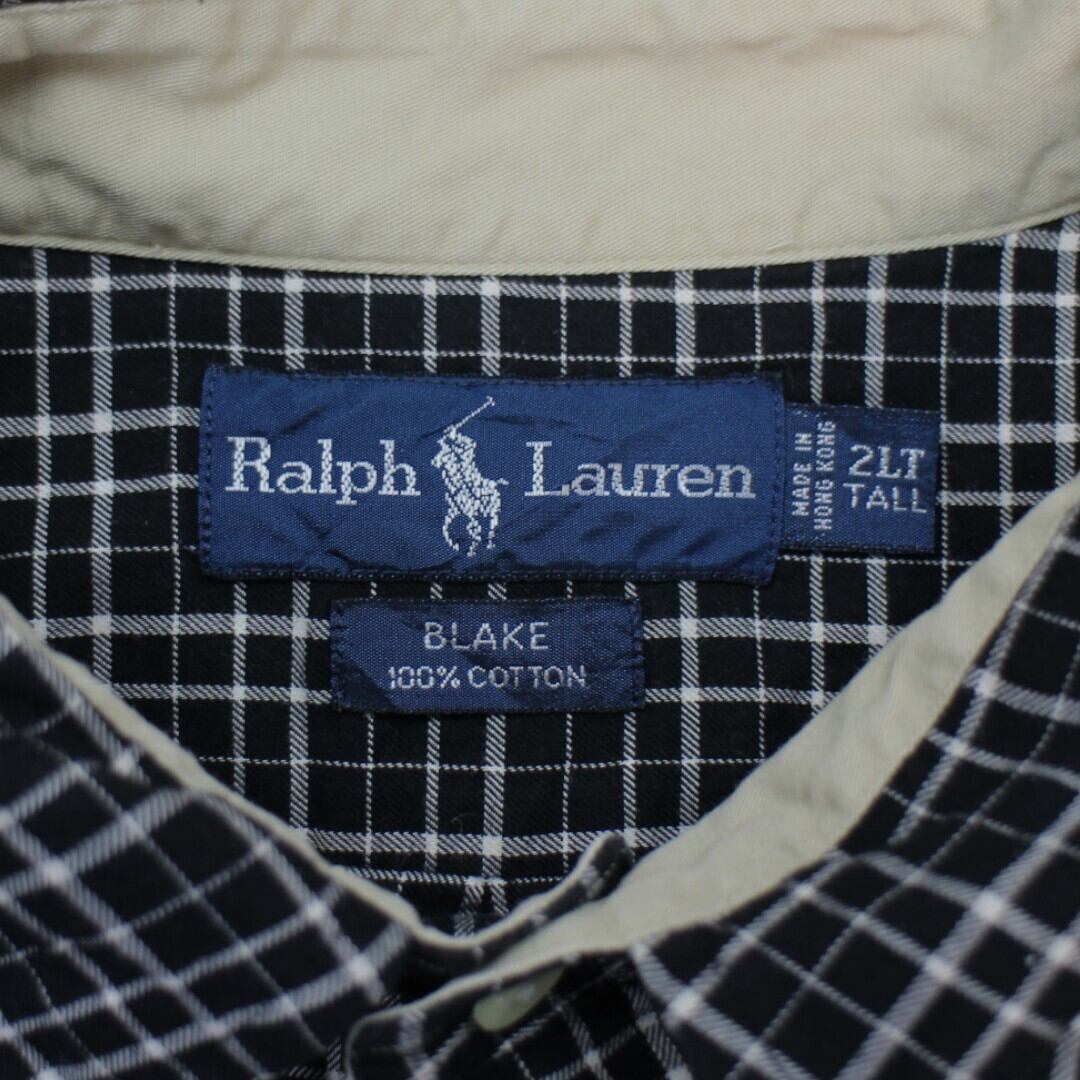 Ralph Lauren
MADE IN
HONG KONG
2LT
TALL
BLAKE
100% COTTON